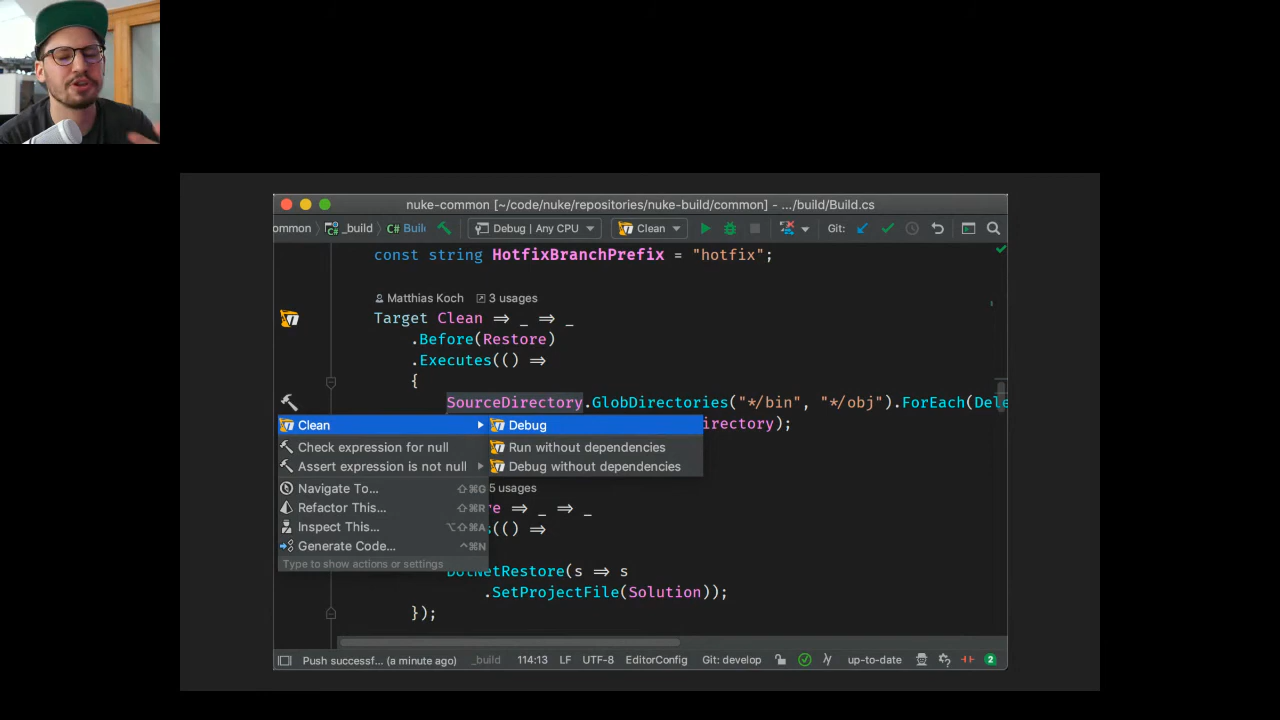 nuke-common [~/code/nuke/repositories/nuke-build/common] - .../build/Build.cs
ommon _build C# Buil Debug | Any CPU Clean Git:
const string HotfixBranchPrefix = "hotfix";
Matthias Koch 3 usages
Target Clean ⇒ _ ⇒ _
.Before(Restore)
.Executes(() ⇒
{
SourceDirectory.GlobDirectories("*/bin", "*/obj").ForEach(Dele
Clean
Debug
irectory);
Check expression for null
Run without dependencies
Assert expression is not null
Debug without dependencies
Navigate To... ⇧⌘G
5 usages
Refactor This... ⇧⌘R
re ⇒ _ ⇒ _
Inspect This... ⌥⇧⌘A
s(() ⇒
Generate Code... ^⌘N
Type to show actions or settings
DotNetRestore(s ⇒ s
.SetProjectFile(Solution));
});
Push successf... (a minute ago) _build 114:13 LF UTF-8 EditorConfig Git: develop up-to-date 2